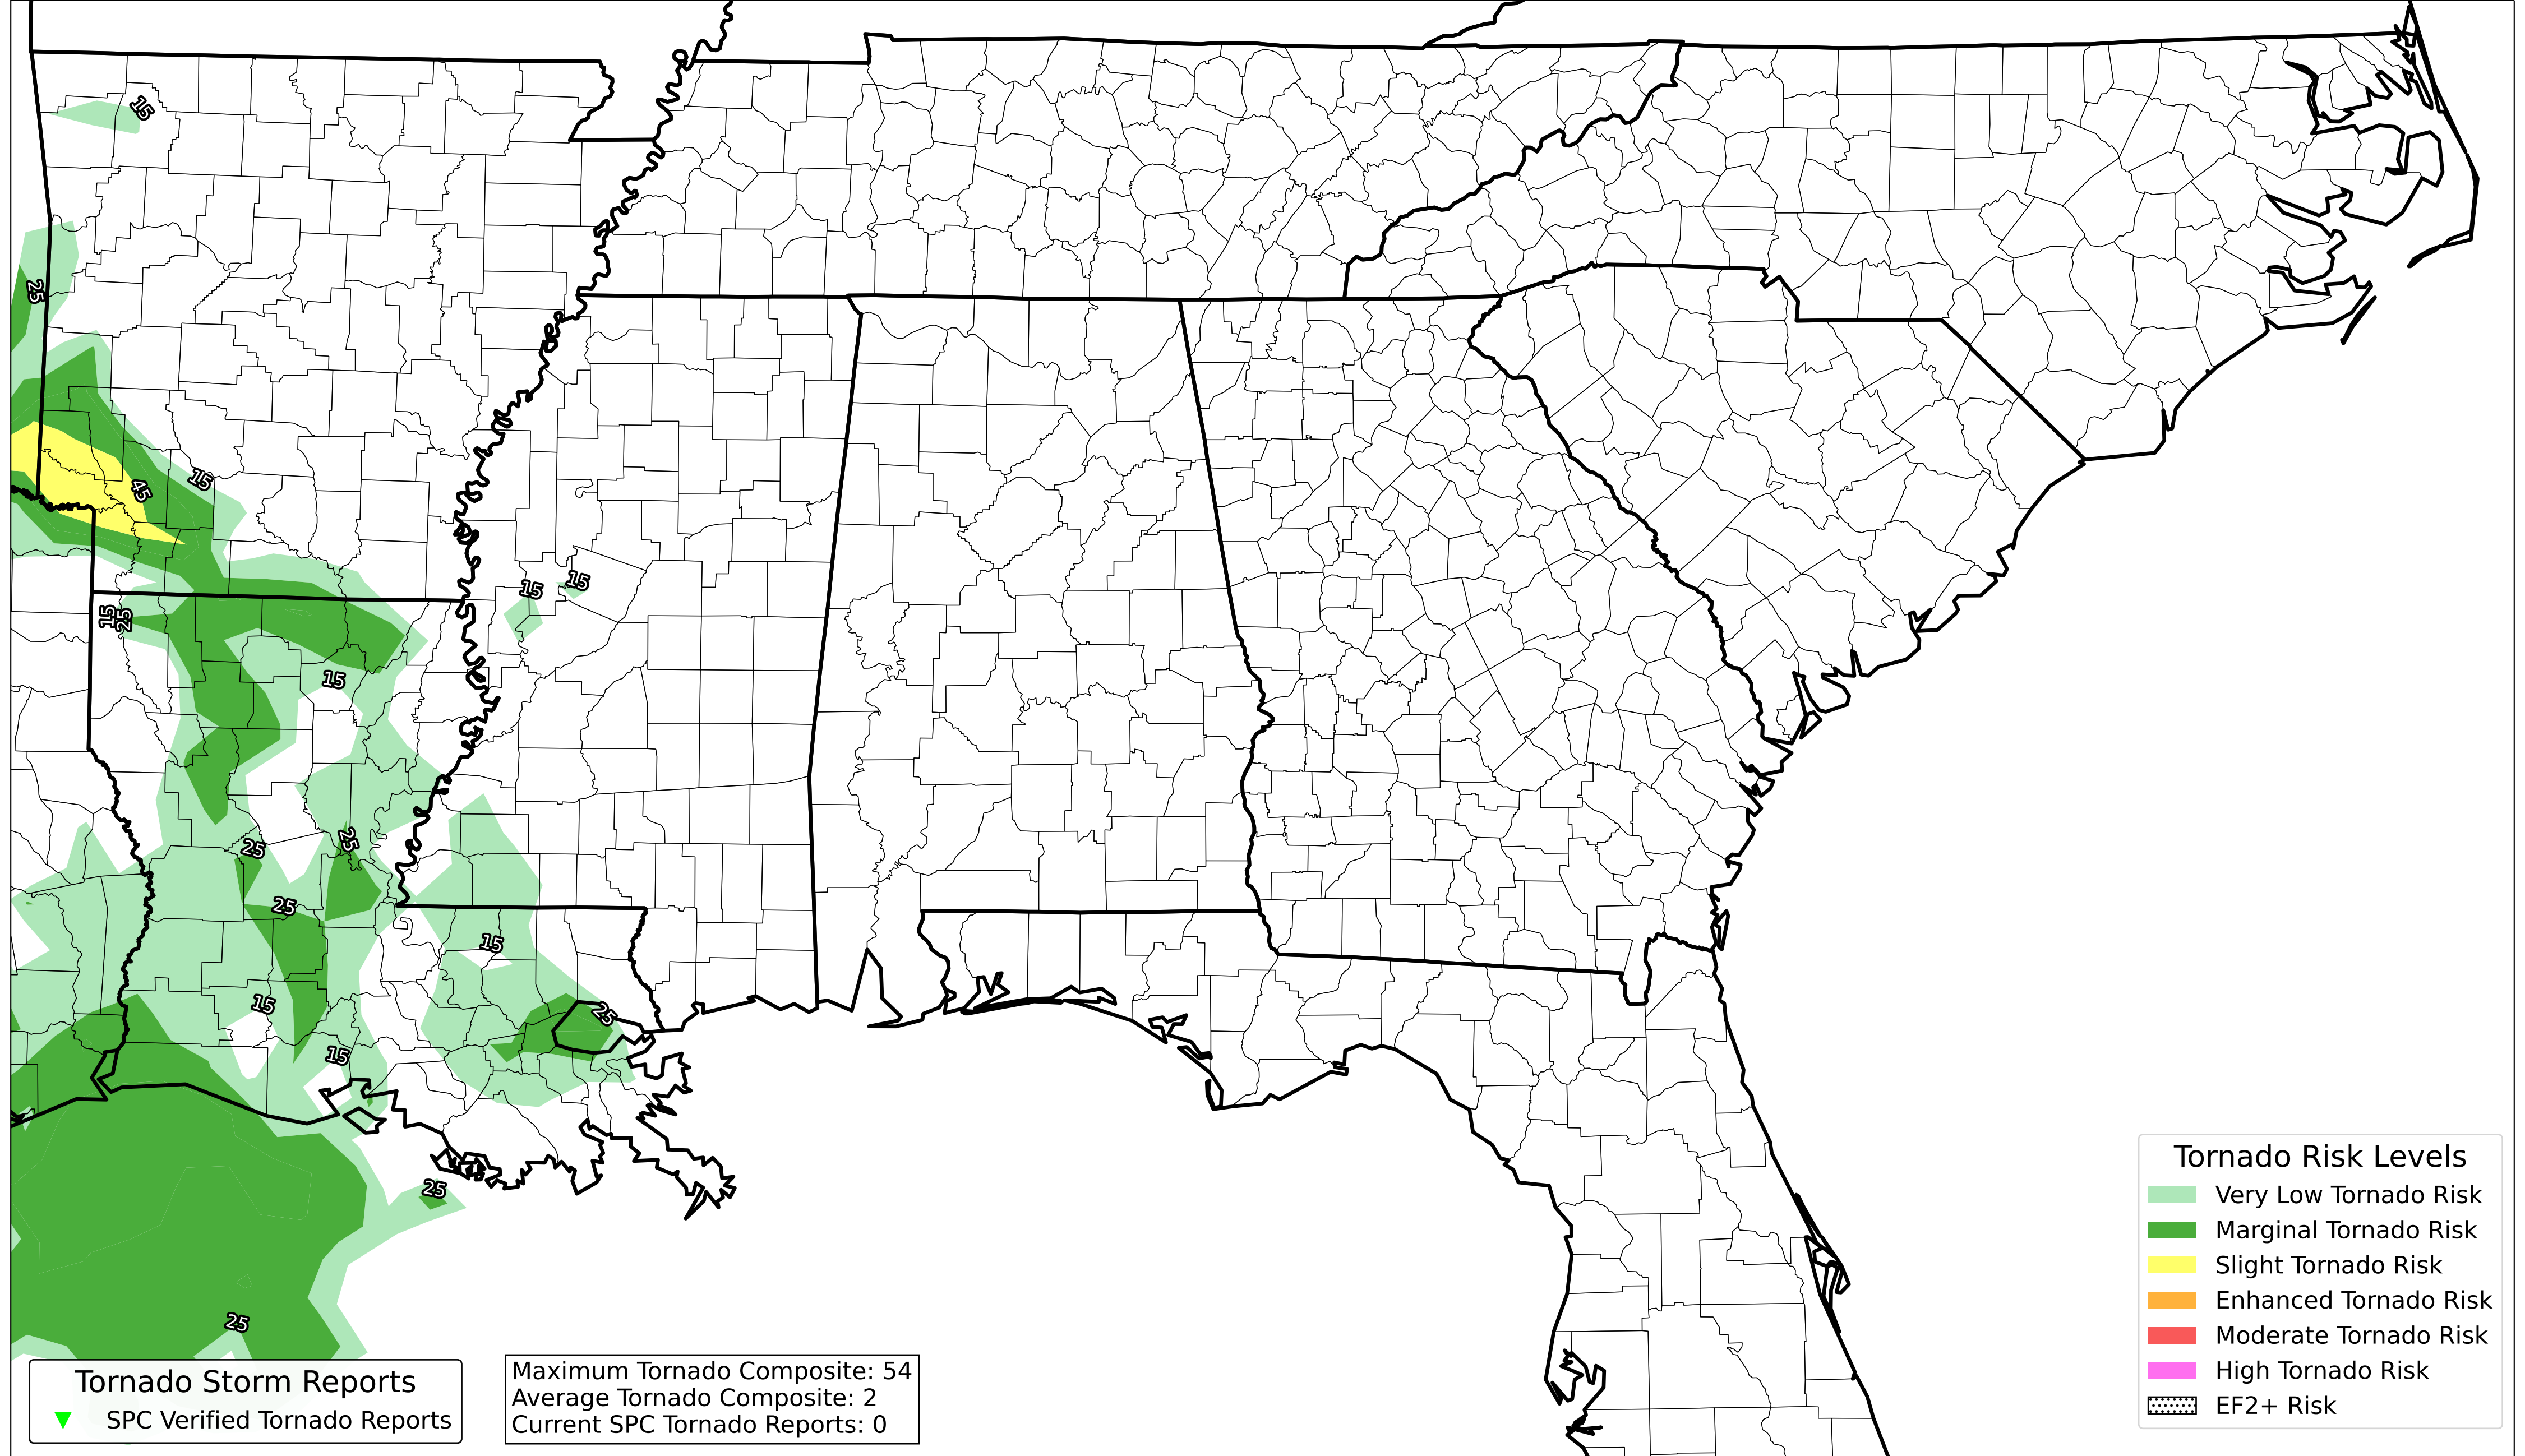 15
25
15
45
15
15
15
25
15
25
25
25
15
15
25
15
25
25
Tornado Storm Reports
SPC Verified Tornado Reports
Maximum Tornado Composite: 54
Average Tornado Composite: 2
Current SPC Tornado Reports: 0
Tornado Risk Levels
Very Low Tornado Risk
Marginal Tornado Risk
Slight Tornado Risk
Enhanced Tornado Risk
Moderate Tornado Risk
High Tornado Risk
EF2+ Risk